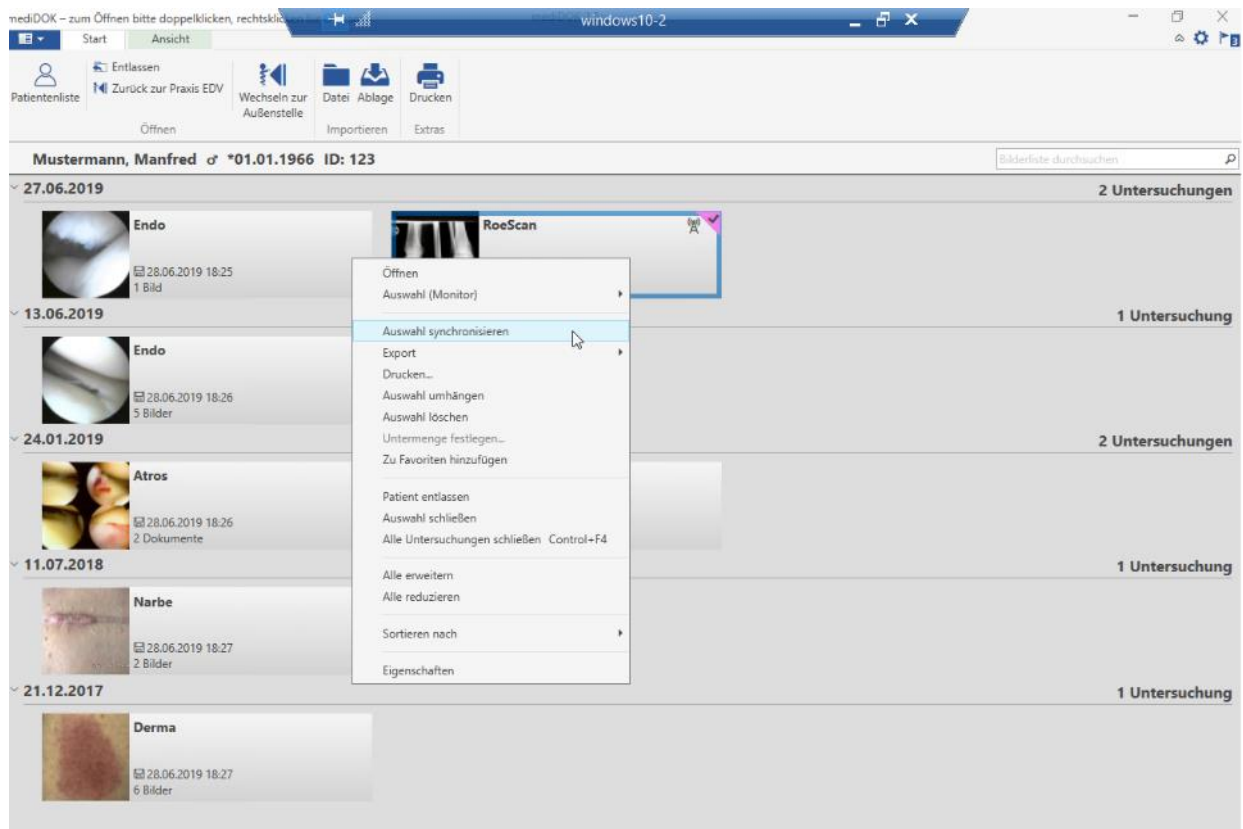 mediDOK – zum Öffnen bitte doppelklicken, rechtsklic
windows10-2
Start Ansicht
Patientenliste
Entlassen
Zurück zur Praxis EDV
Öffnen
Wechseln zur
Außenstelle
Datei Ablage
Importieren
Drucken
Extras
Mustermann, Manfred ♂ *01.01.1966 ID: 123
Bilderliste durchsuchen
27.06.2019 2 Untersuchungen
Endo
28.06.2019 18:25
1 Bild
RoeScan
13.06.2019 1 Untersuchung
Endo
28.06.2019 18:26
5 Bilder
24.01.2019 2 Untersuchungen
Atros
28.06.2019 18:26
2 Dokumente
11.07.2018 1 Untersuchung
Narbe
28.06.2019 18:27
2 Bilder
21.12.2017 1 Untersuchung
Derma
28.06.2019 18:27
6 Bilder
Öffnen
Auswahl (Monitor)
Auswahl synchronisieren
Export
Drucken...
Auswahl umhängen
Auswahl löschen
Untermenge festlegen...
Zu Favoriten hinzufügen
Patient entlassen
Auswahl schließen
Alle Untersuchungen schließen Control+F4
Alle erweitern
Alle reduzieren
Sortieren nach
Eigenschaften